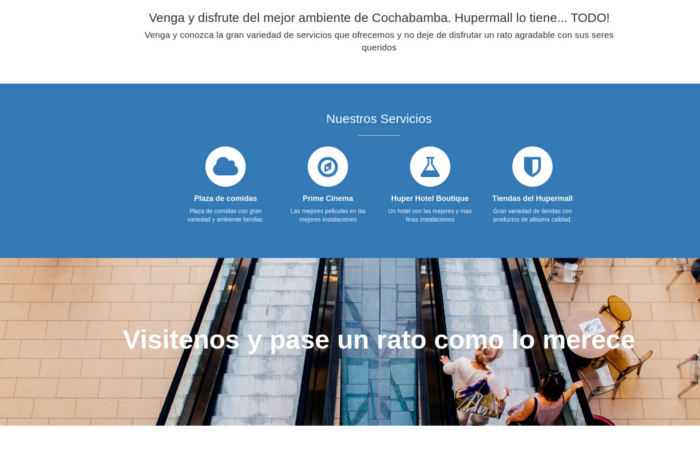 Venga y disfrute del mejor ambiente de Cochabamba. Hupermall lo tiene... TODO!
Venga y conozca la gran variedad de servicios que ofrecemos y no deje de disfrutar un rato agradable con sus seres
queridos
Nuestros Servicios
Plaza de comidas
Plaza de comidas con gran
variedad y ambiente familiar.
Prime Cinema
Las mejores peliculas en las
mejores instalaciones
Huper Hotel Boutique
Un hotel con las mejores y mas
finas instalaciones
Tiendas del Hupermall
Gran variedad de tiendas con
productos de altisima calidad.
Visitenos y pase un rato como lo merece